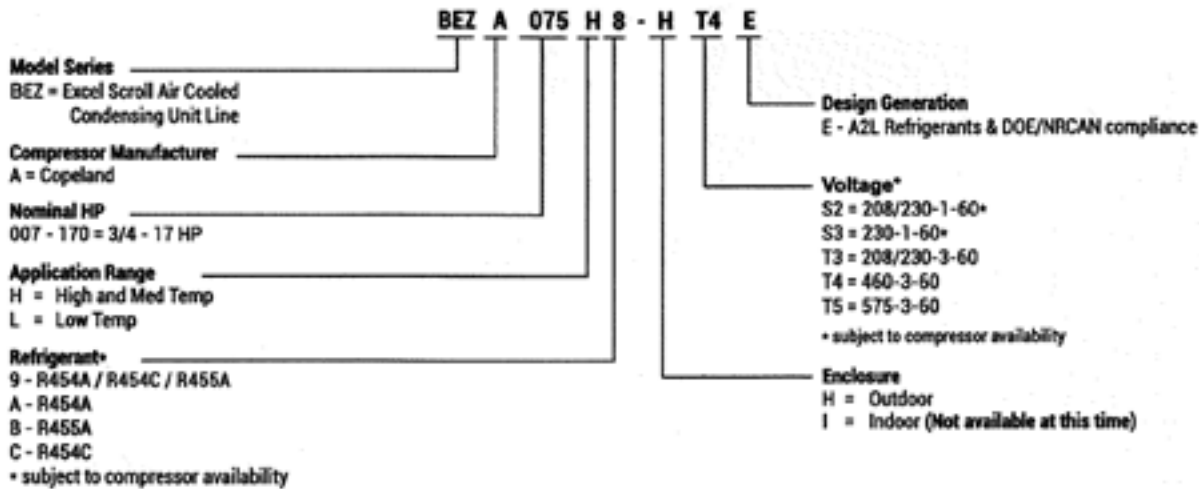 BEZ A 075 H 8 - H T4 E
Model Series
BEZ = Excel Scroll Air Cooled
Condensing Unit Line
Compressor Manufacturer
A = Copeland
Nominal HP
007 - 170 = 3/4 - 17 HP
Application Range
H = High and Med Temp
L = Low Temp
Refrigerant*
9 - R454A / R454C / R455A
A - R454A
B - R455A
C - R454C
* subject to compressor availability
Design Generation
E - A2L Refrigerants & DOE/NRCAN compliance
Voltage*
S2 = 208/230-1-60*
S3 = 230-1-60*
T3 = 208/230-3-60
T4 = 460-3-60
T5 = 575-3-60
* subject to compressor availability
Enclosure
H = Outdoor
I = Indoor (Not available at this time)